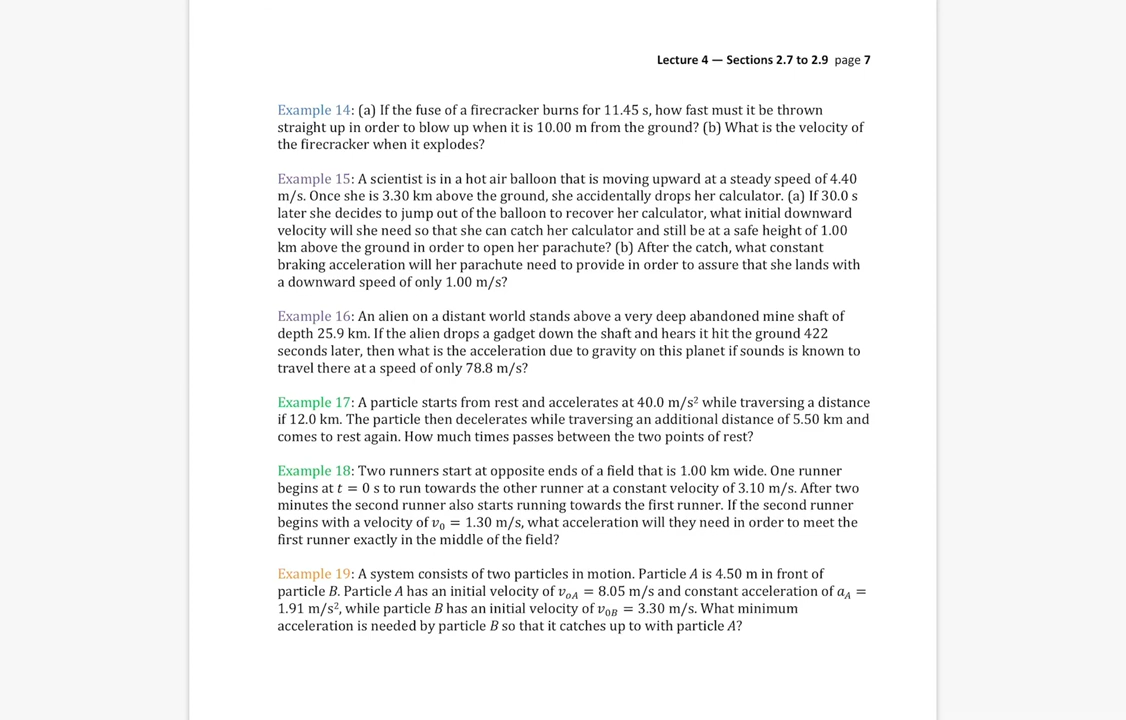 Lecture 4 — Sections 2.7 to 2.9 page 7
Example 14: (a) If the fuse of a firecracker burns for 11.45 s, how fast must it be thrown
straight up in order to blow up when it is 10.00 m from the ground? (b) What is the velocity of
the firecracker when it explodes?
Example 15: A scientist is in a hot air balloon that is moving upward at a steady speed of 4.40
m/s. Once she is 3.30 km above the ground, she accidentally drops her calculator. (a) If 30.0 s
later she decides to jump out of the balloon to recover her calculator, what initial downward
velocity will she need so that she can catch her calculator and still be at a safe height of 1.00
km above the ground in order to open her parachute? (b) After the catch, what constant
braking acceleration will her parachute need to provide in order to assure that she lands with
a downward speed of only 1.00 m/s?
Example 16: An alien on a distant world stands above a very deep abandoned mine shaft of
depth 25.9 km. If the alien drops a gadget down the shaft and hears it hit the ground 422
seconds later, then what is the acceleration due to gravity on this planet if sounds is known to
travel there at a speed of only 78.8 m/s?
Example 17: A particle starts from rest and accelerates at 40.0 m/s² while traversing a distance
if 12.0 km. The particle then decelerates while traversing an additional distance of 5.50 km and
comes to rest again. How much times passes between the two points of rest?
Example 18: Two runners start at opposite ends of a field that is 1.00 km wide. One runner
begins at t = 0 s to run towards the other runner at a constant velocity of 3.10 m/s. After two
minutes the second runner also starts running towards the first runner. If the second runner
begins with a velocity of v₀ = 1.30 m/s, what acceleration will they need in order to meet the
first runner exactly in the middle of the field?
Example 19: A system consists of two particles in motion. Particle A is 4.50 m in front of
particle B. Particle A has an initial velocity of vₒA = 8.05 m/s and constant acceleration of aA =
1.91 m/s², while particle B has an initial velocity of v₀B = 3.30 m/s. What minimum
acceleration is needed by particle B so that it catches up to with particle A?